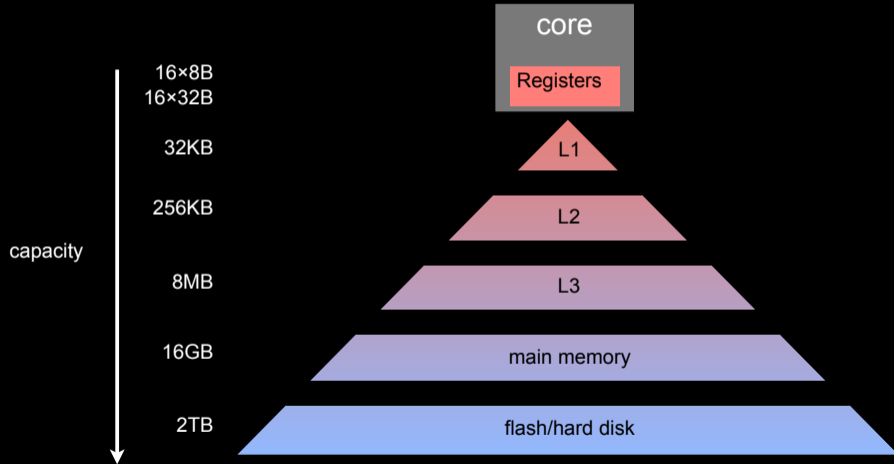 core
16×8B
Registers
16×32B
32KB
L1
256KB
L2
capacity
8MB
L3
16GB
main memory
2TB
flash/hard disk